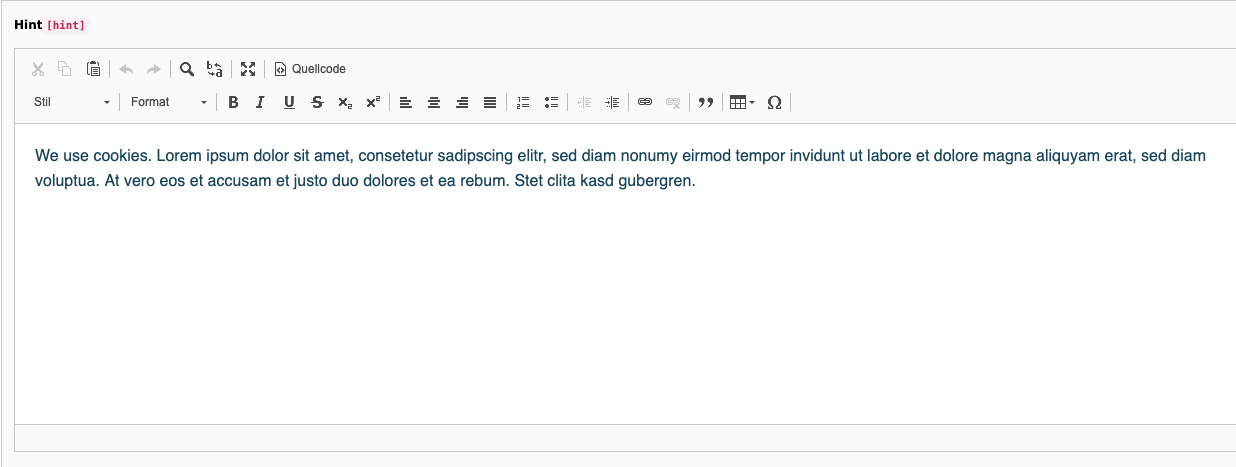 Hint [hint]
Quellcode
Stil Format B I U S x₂ x² Ω
We use cookies. Lorem ipsum dolor sit amet, consetetur sadipscing elitr, sed diam nonumy eirmod tempor invidunt ut labore et dolore magna aliquyam erat, sed diam
voluptua. At vero eos et accusam et justo duo dolores et ea rebum. Stet clita kasd gubergren.